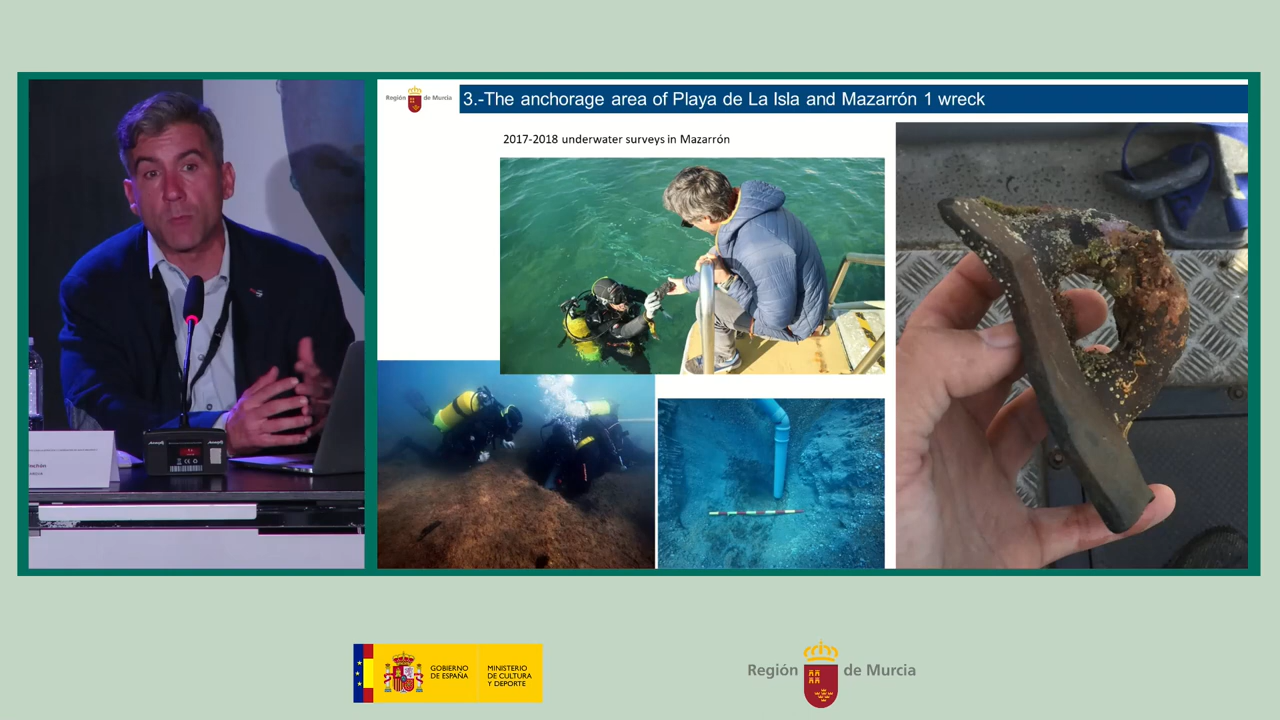 Región de Murcia
3.-The anchorage area of Playa de La Isla and Mazarrón 1 wreck
2017-2018 underwater surveys in Mazarrón
GOBIERNO
DE ESPAÑA
MINISTERIO
DE CULTURA
Y DEPORTE
Región de Murcia